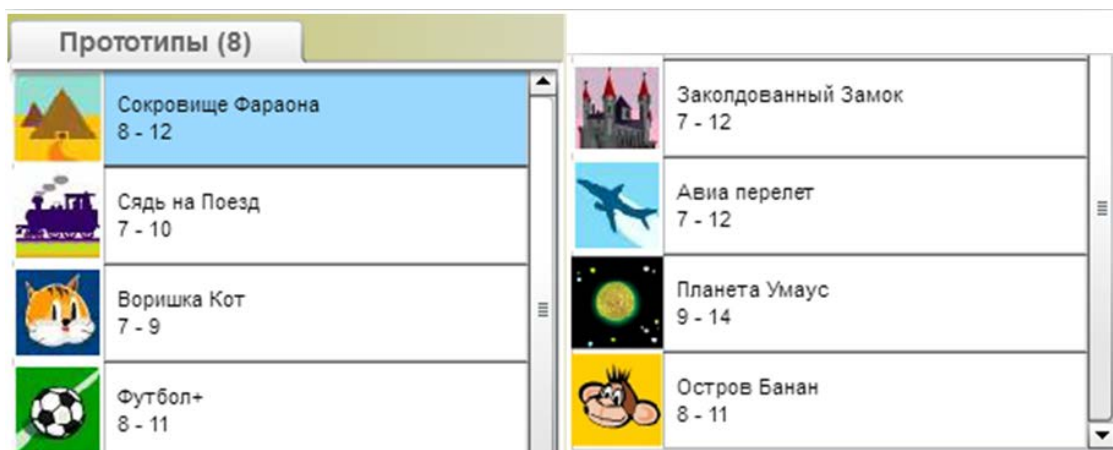 Прототипы (8)
Сокровище Фараона
8 - 12
Сядь на Поезд
7 - 10
Воришка Кот
7 - 9
Футбол+
8 - 11
Заколдованный Замок
7 - 12
Авиа перелет
7 - 12
Планета Умаус
9 - 14
Остров Банан
8 - 11